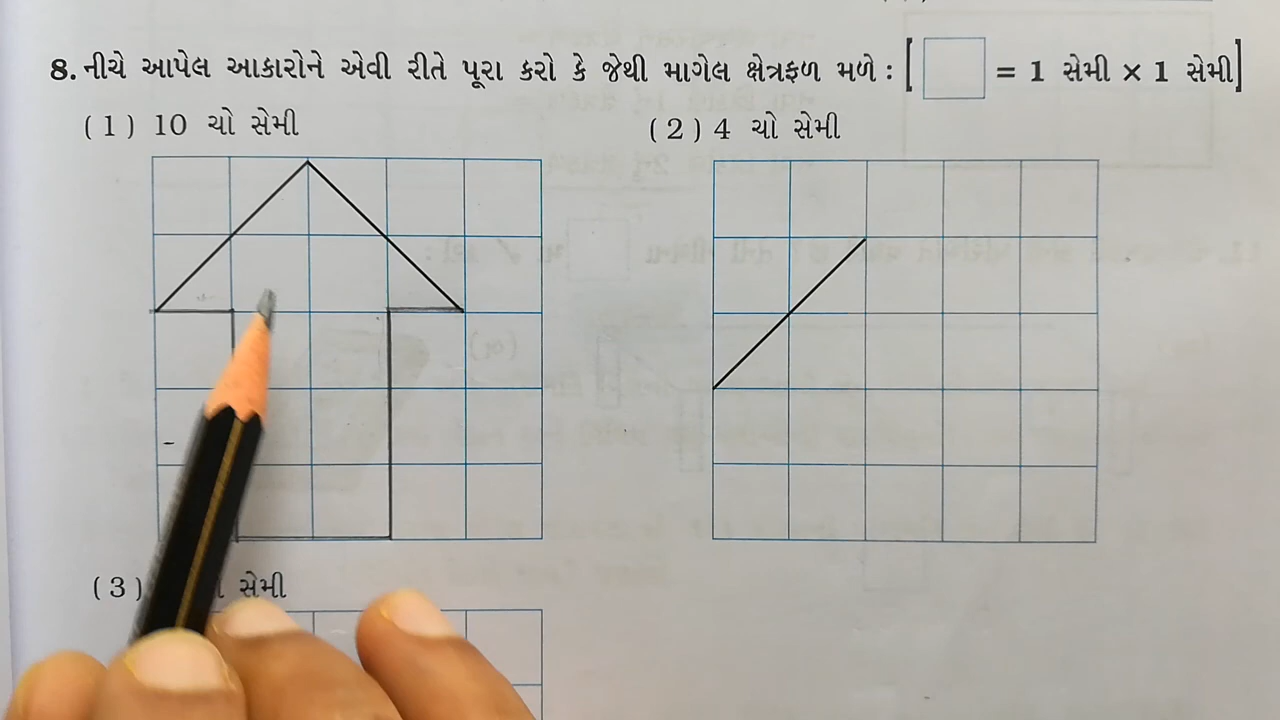 8. નીચે આપેલ આકારોને એવી રીતે પૂરા કરો કે જેથી માગેલ ક્ષેત્રફળ મળે : [ = 1 સેમી × 1 સેમી]
( 1 ) 10 ચો સેમી
( 2 ) 4 ચો સેમી
( 3 ) સેમી